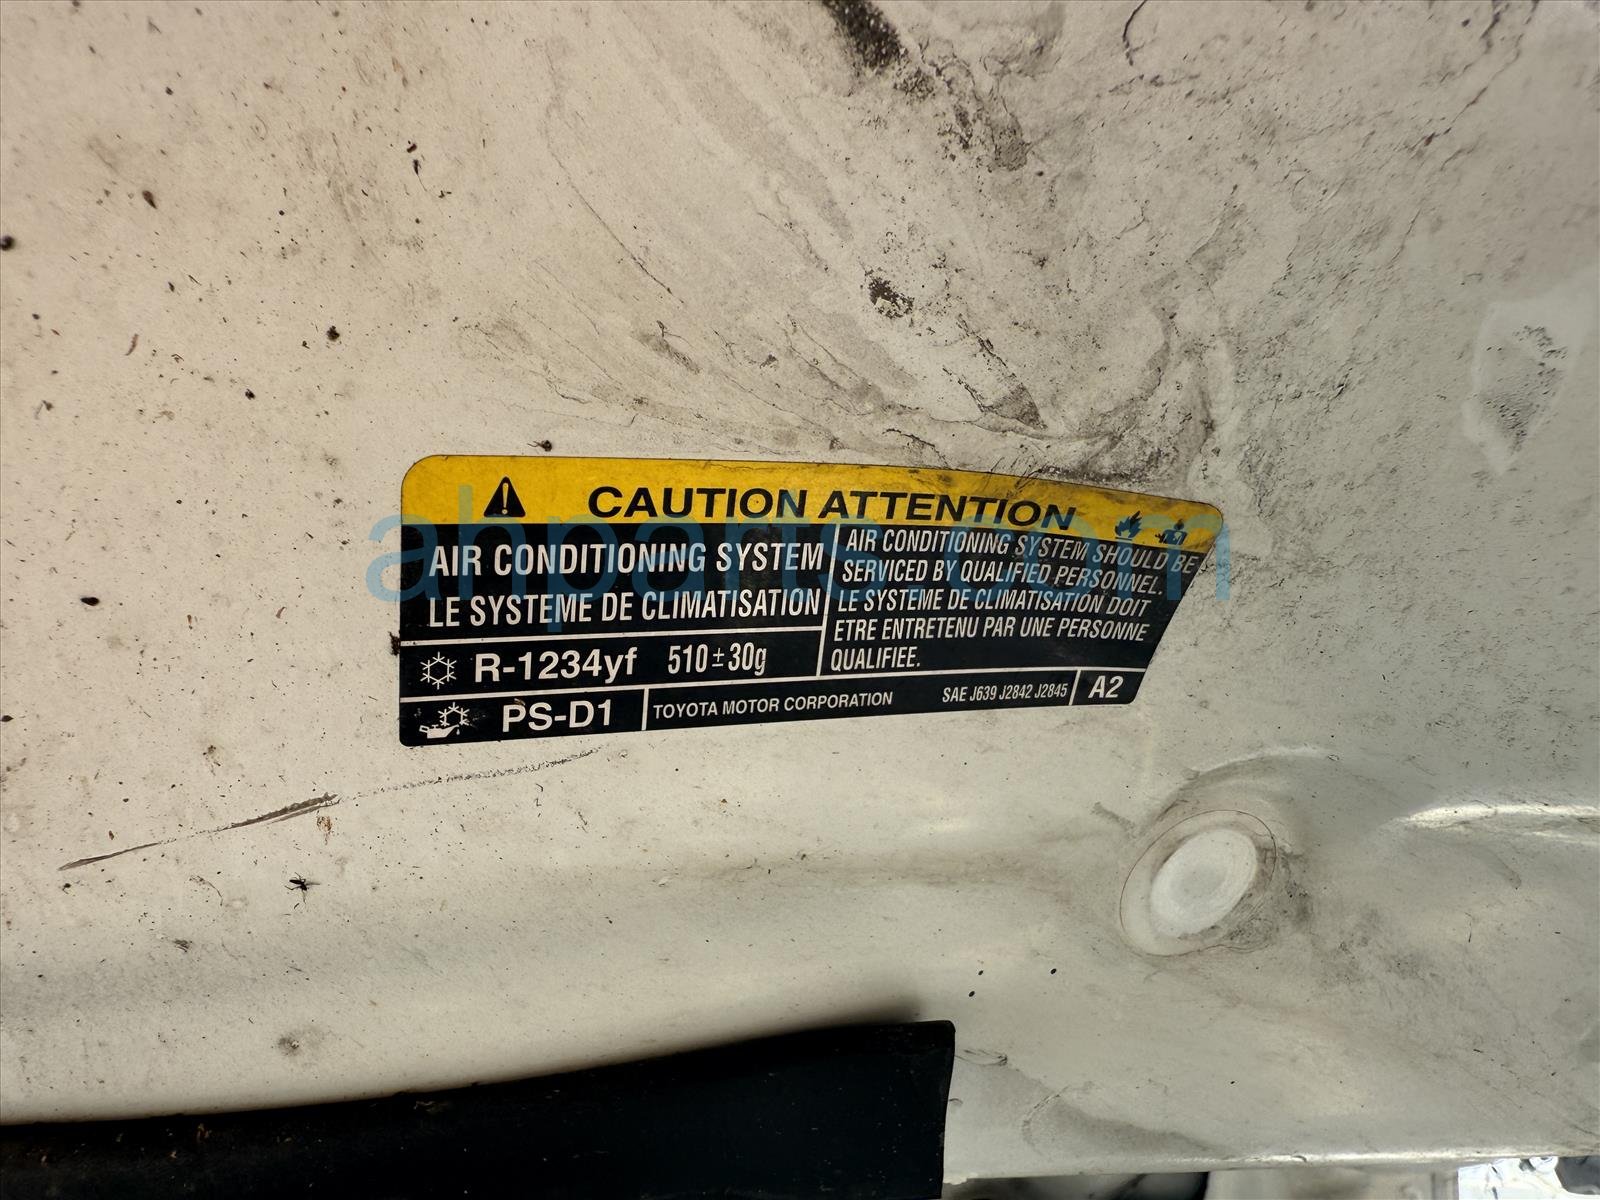 CAUTION ATTENTION
AIR CONDITIONING SYSTEM
LE SYSTEME DE CLIMATISATION
AIR CONDITIONING SYSTEM SHOULD BE
SERVICED BY QUALIFIED PERSONNEL.
LE SYSTEME DE CLIMATISATION DOIT
ETRE ENTRETENU PAR UNE PERSONNE
QUALIFIEE.
R-1234yf 510±30g
PS-D1
TOYOTA MOTOR CORPORATION SAE J639 J2842 J2845 A2
ahparts.com